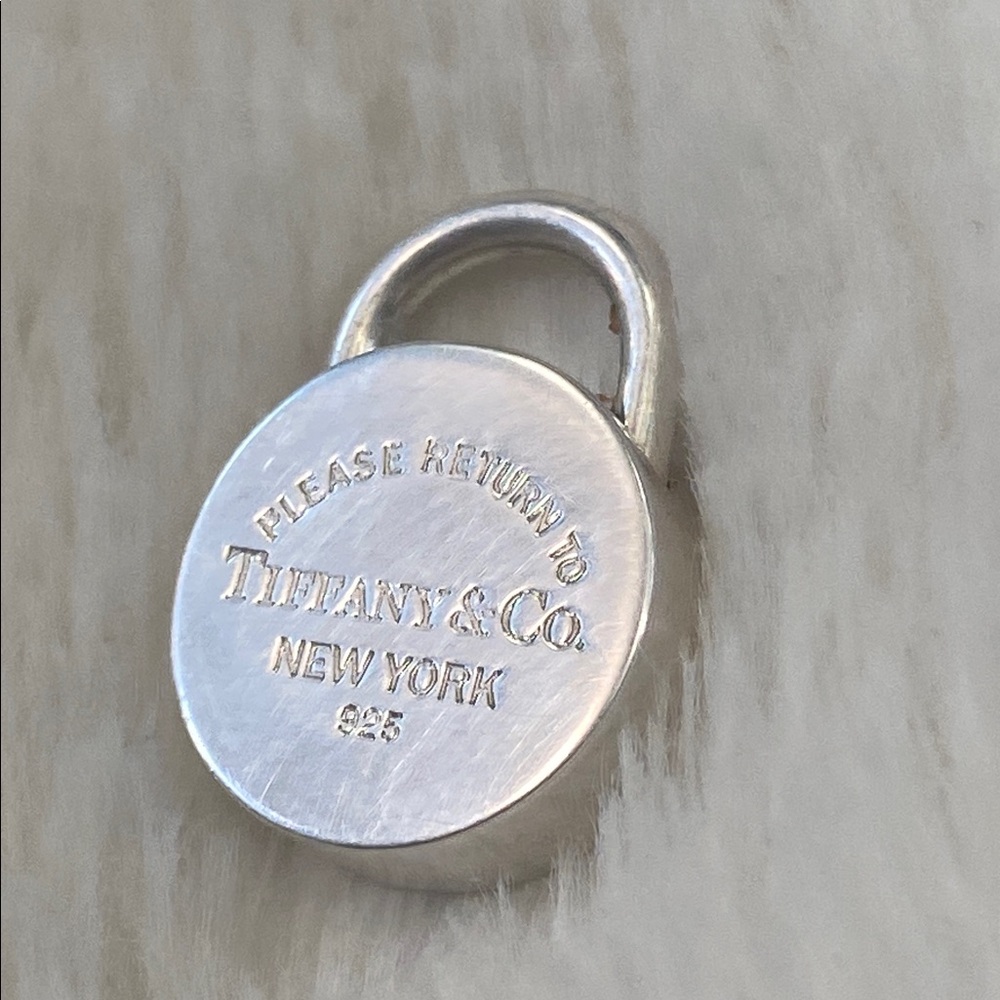 PLEASE RETURN TO
TIFFANY & CO.
NEW YORK
925